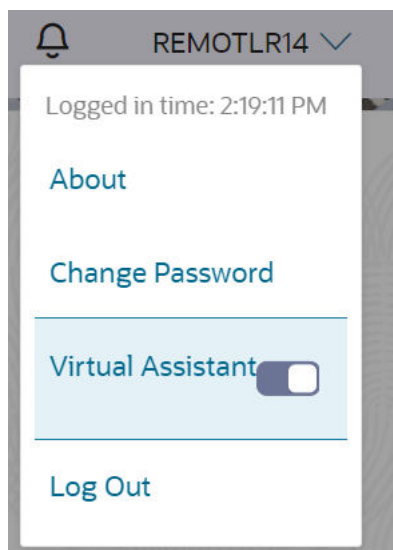 REMOTLR14
Logged in time: 2:19:11 PM
About
Change Password
Virtual Assistant
Log Out